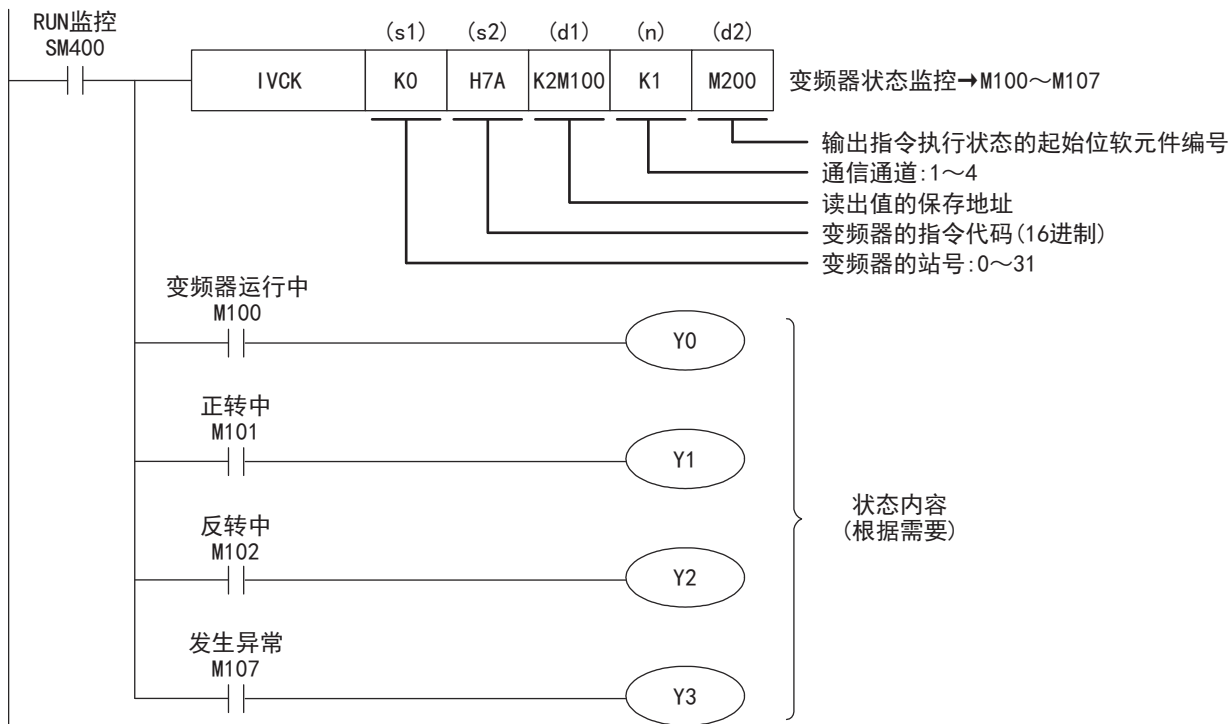 RUN监控
SM400
(s1) (s2) (d1) (n) (d2)
IVCK K0 H7A K2M100 K1 M200 变频器状态监控→M100～M107
输出指令执行状态的起始位软元件编号
通信通道:1～4
读出值的保存地址
变频器的指令代码(16进制)
变频器的站号:0～31
变频器运行中
M100
Y0
正转中
M101
Y1
状态内容
(根据需要)
反转中
M102
Y2
发生异常
M107
Y3